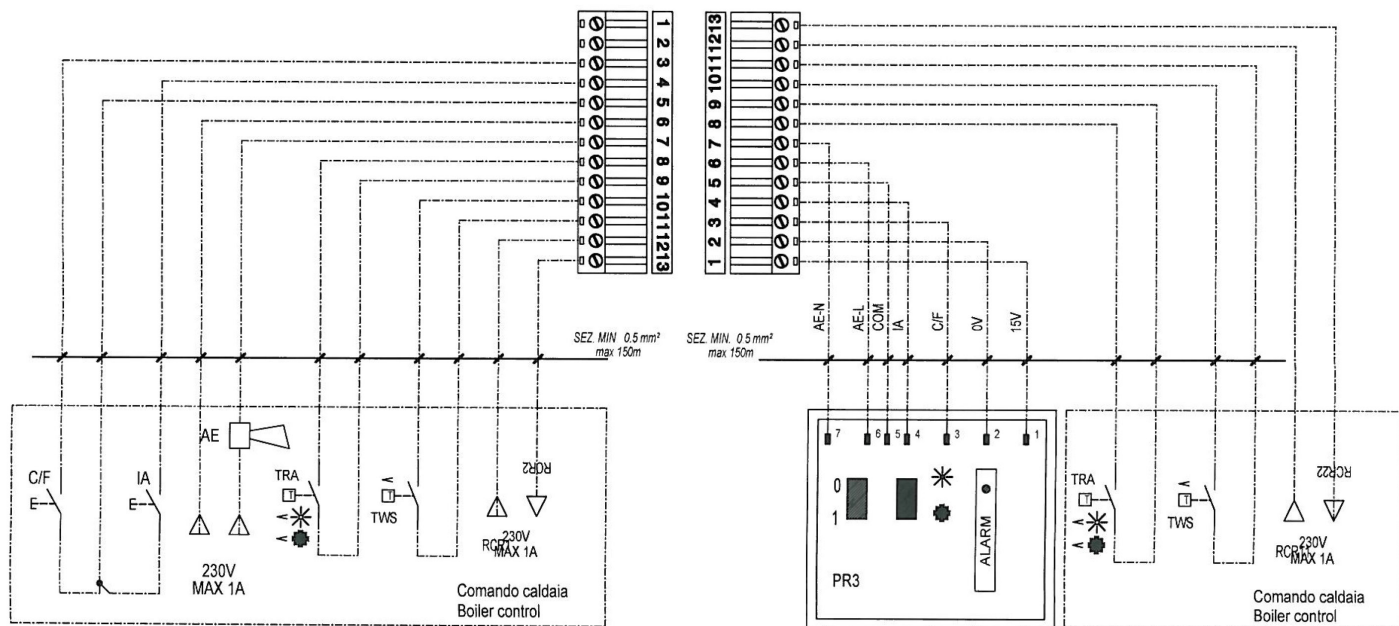 1
2
3
4
5
6
7
8
9
10
11
12
13
13
12
11
10
9
8
7
6
5
4
3
2
1
SEZ. MIN 0.5 mm²
max 150m
SEZ. MIN 0.5 mm²
max 150m
AE-N
AE-L
COM
IA
C/F
0V
15V
C/F
E
IA
E
AE
230V
MAX 1A
TRA
T
T
TWS
RCR1
RCR2
230V
MAX 1A
Comando caldaia
Boiler control
7
6
5
4
3
2
1
0
1
ALARM
PR3
TRA
T
T
TWS
RCR11
RCR22
230V
MAX 1A
Comando caldaia
Boiler control